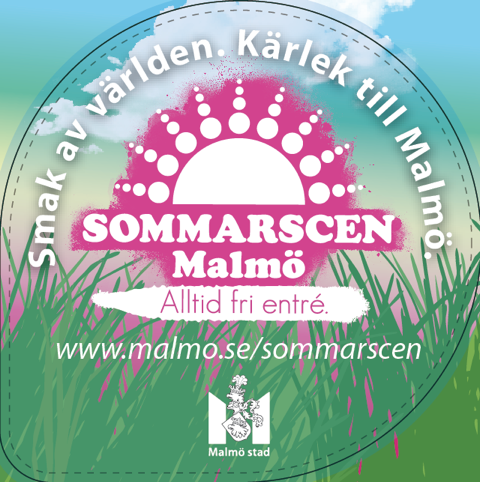 Smak av världen. Kärlek till Malmö.
SOMMARSCEN
Malmö
Alltid fri entré.
www.malmo.se/sommarscen
Malmö stad